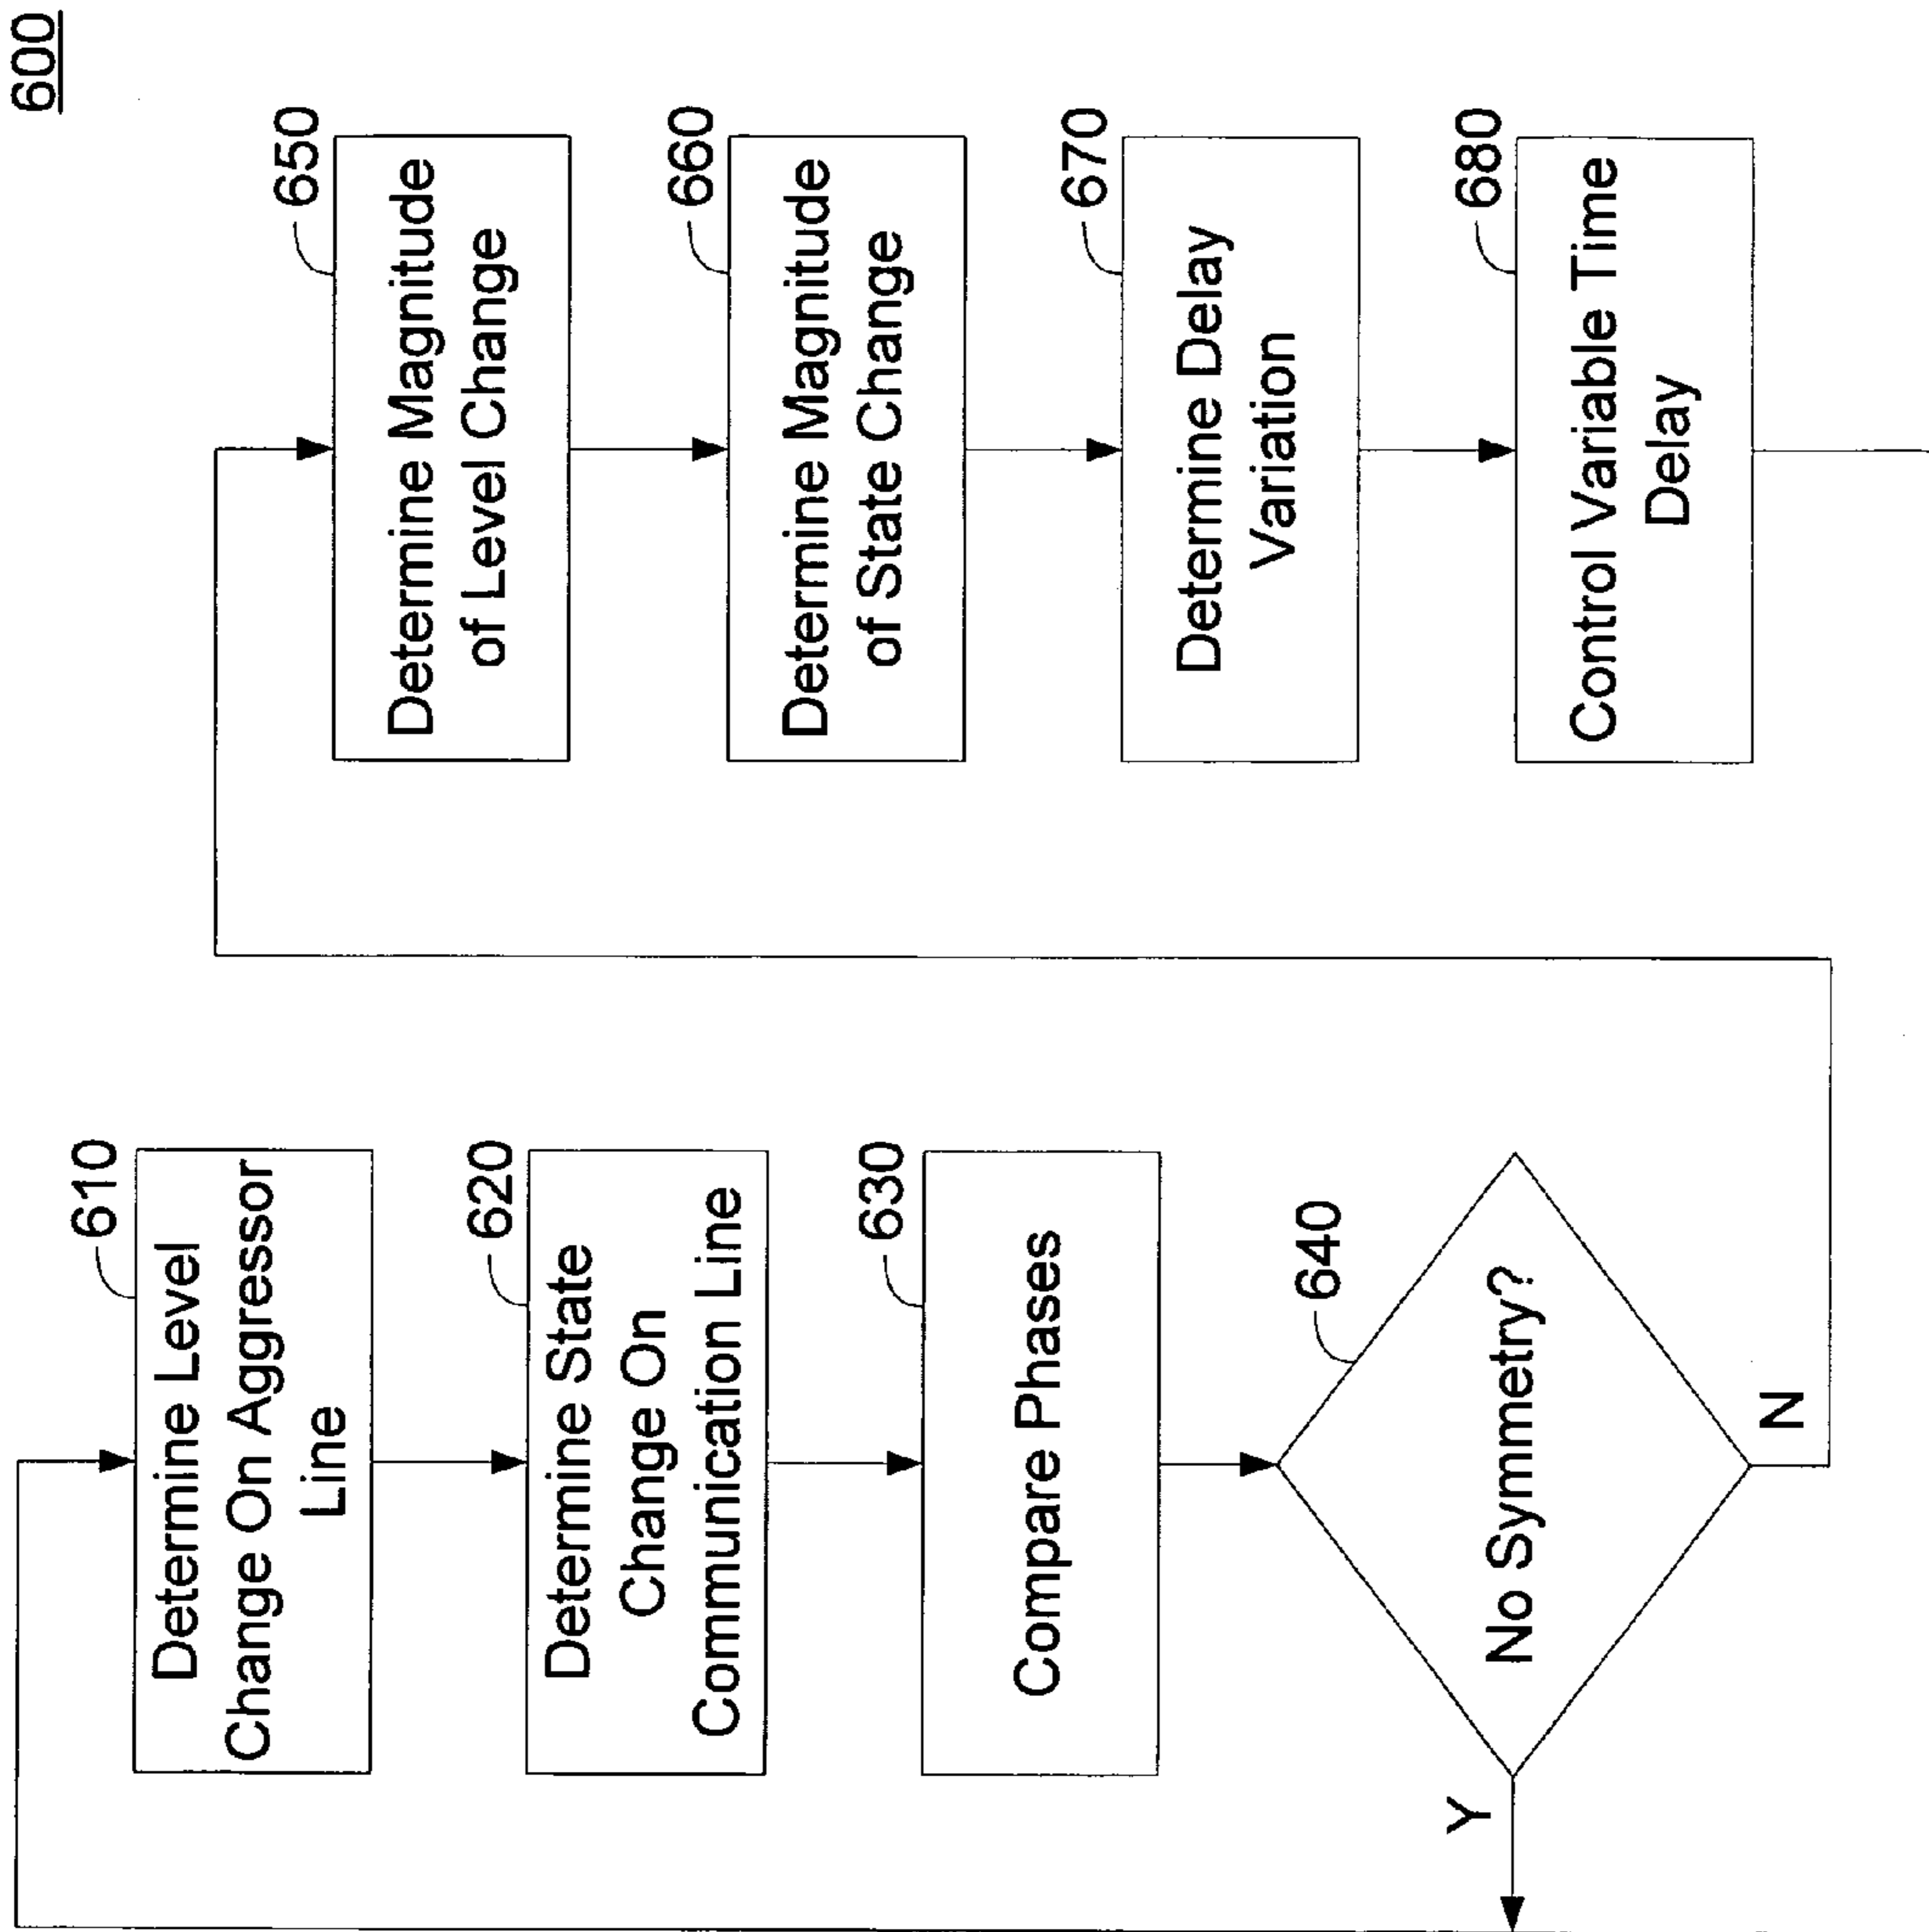 600
610
Determine Level
Change On Aggressor
Line
620
Determine State
Change On
Communication Line
630
Compare Phases
640
No Symmetry?
Y
N
650
Determine Magnitude
of Level Change
660
Determine Magnitude
of State Change
670
Determine Delay
Variation
680
Control Variable Time
Delay